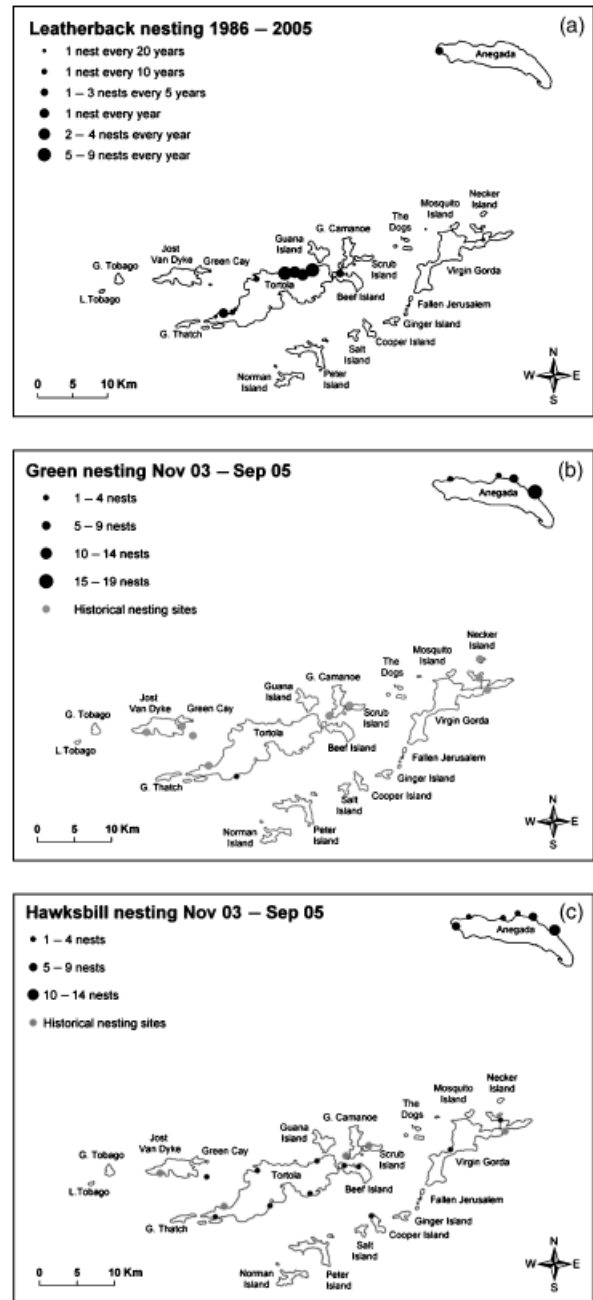 Leatherback nesting 1986 – 2005
(a)
1 nest every 20 years
1 nest every 10 years
1 – 3 nests every 5 years
1 nest every year
2 – 4 nests every year
5 – 9 nests every year
Anegada
Necker
Island
Mosquito
Island
The
Dogs
G. Camanoe
Guana
Island
Scrub
Island
Jost
Van Dyke
Green Cay
G. Tobago
L.Tobago
Tortola
Beef Island
Virgin Gorda
Fallen Jerusalem
Ginger Island
Cooper Island
Salt
Island
G. Thatch
Peter
Island
Norman
Island
0 5 10 Km
N
W E
S
Green nesting Nov 03 – Sep 05
(b)
1 – 4 nests
5 – 9 nests
10 – 14 nests
15 – 19 nests
Historical nesting sites
Anegada
Necker
Island
Mosquito
Island
The
Dogs
G. Camanoe
Guana
Island
Scrub
Island
Jost
Van Dyke
Green Cay
G. Tobago
L.Tobago
Tortola
Beef Island
Virgin Gorda
Fallen Jerusalem
Ginger Island
Cooper Island
Salt
Island
G. Thatch
Peter
Island
Norman
Island
0 5 10 Km
N
W E
S
Hawksbill nesting Nov 03 – Sep 05
(c)
1 – 4 nests
5 – 9 nests
10 – 14 nests
Historical nesting sites
Anegada
Necker
Island
Mosquito
Island
The
Dogs
G. Camanoe
Guana
Island
Scrub
Island
Jost
Van Dyke
Green Cay
G. Tobago
L.Tobago
Tortola
Beef Island
Virgin Gorda
Fallen Jerusalem
Ginger Island
Cooper Island
Salt
Island
G. Thatch
Peter
Island
Norman
Island
0 5 10 Km
N
W E
S